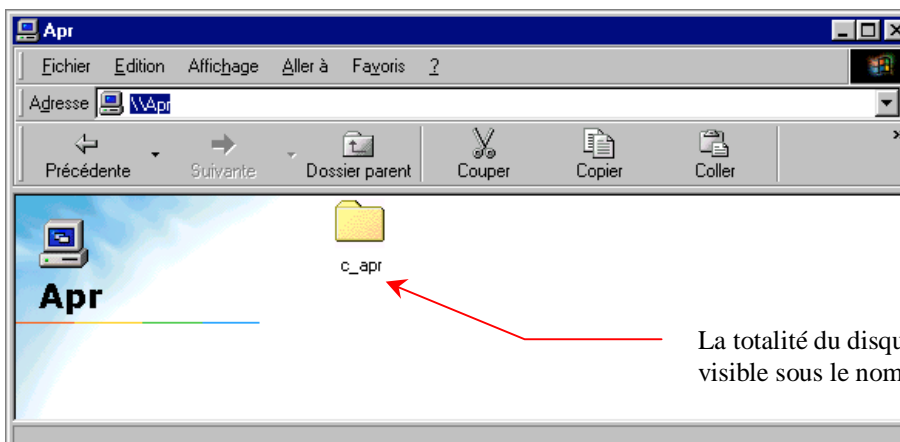 Apr
Fichier Edition Affichage Aller à Favoris ?
Adresse \\Apr
Précédente Suivante Dossier parent Couper Copier Coller »
c_apr
Apr
La totalité du disqu
visible sous le nom